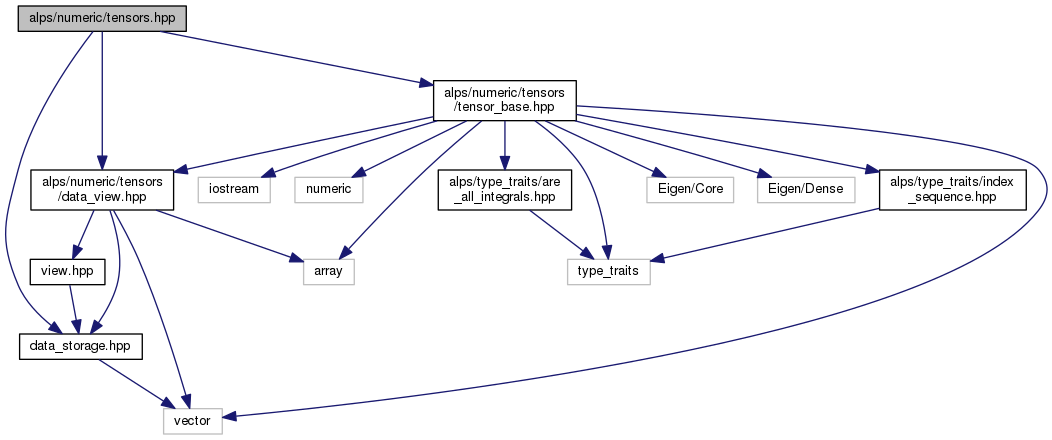 alps/numeric/tensors.hpp
alps/numeric/tensors
/tensor_base.hpp
alps/numeric/tensors
/data_view.hpp
iostream
numeric
alps/type_traits/are
_all_integrals.hpp
Eigen/Core
Eigen/Dense
alps/type_traits/index
_sequence.hpp
view.hpp
array
type_traits
data_storage.hpp
vector